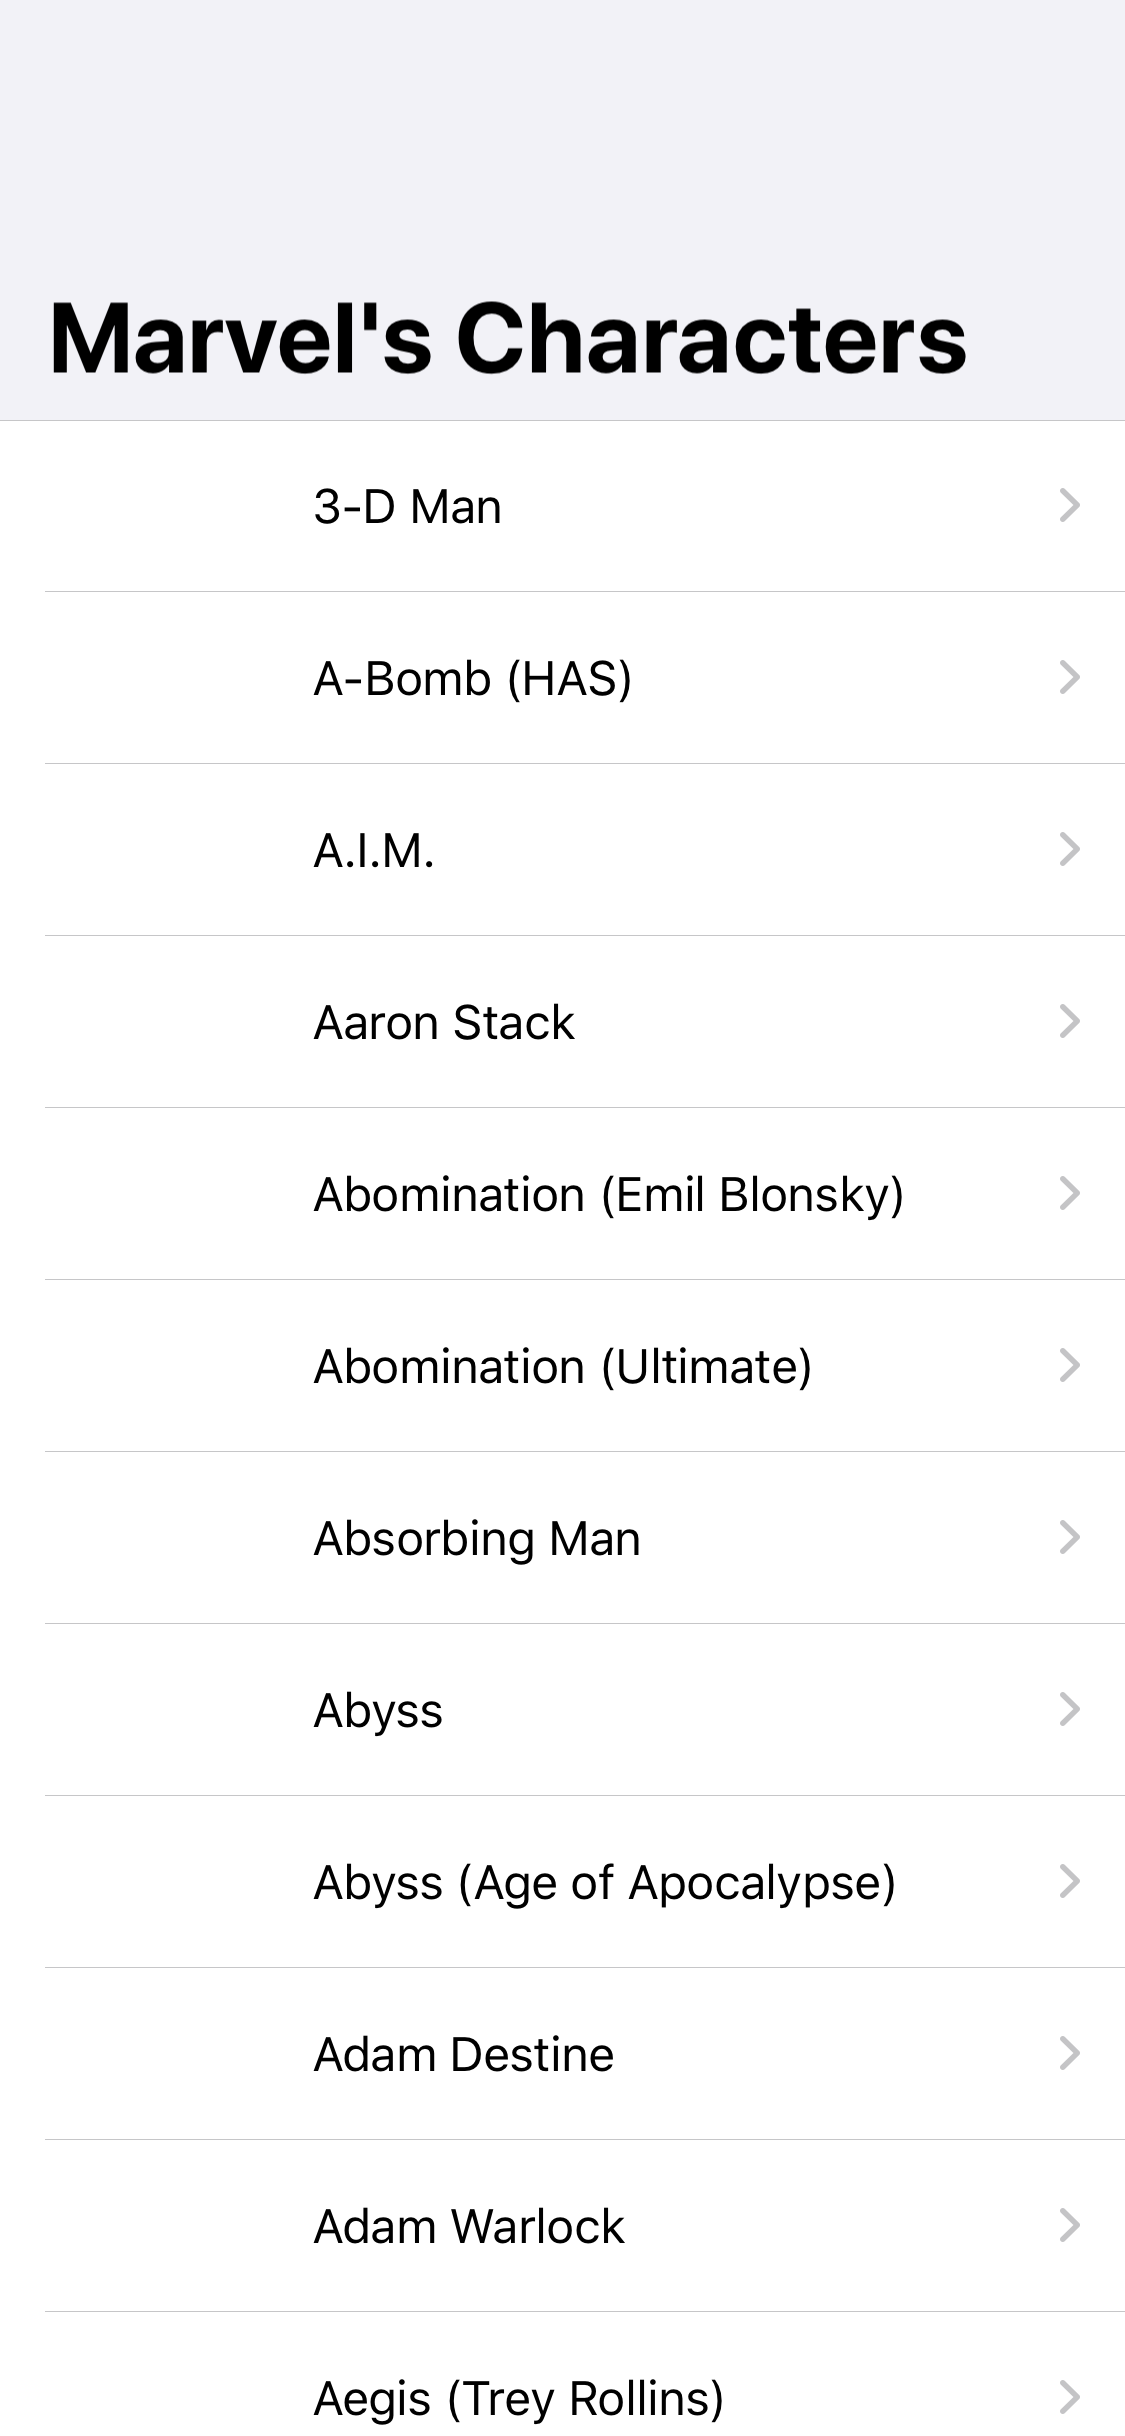 Marvel's Characters
3-D Man
A-Bomb (HAS)
A.I.M.
Aaron Stack
Abomination (Emil Blonsky)
Abomination (Ultimate)
Absorbing Man
Abyss
Abyss (Age of Apocalypse)
Adam Destine
Adam Warlock
Aegis (Trey Rollins)